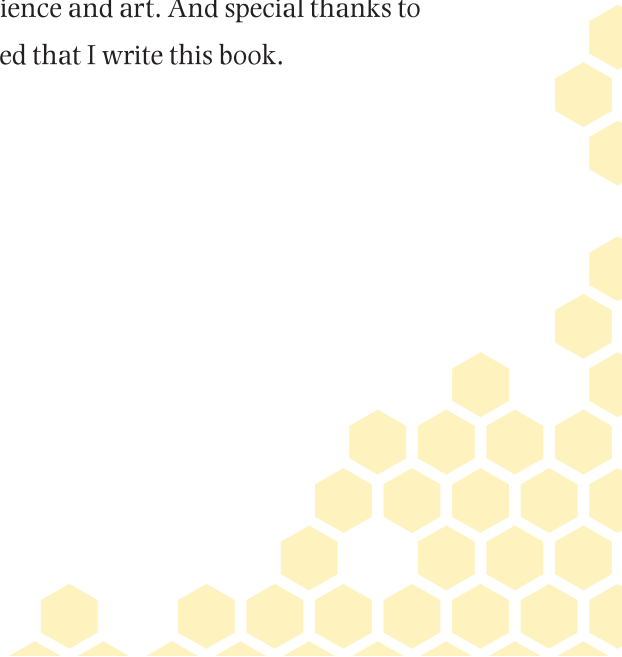 ience and art. And special thanks to
ed that I write this book.